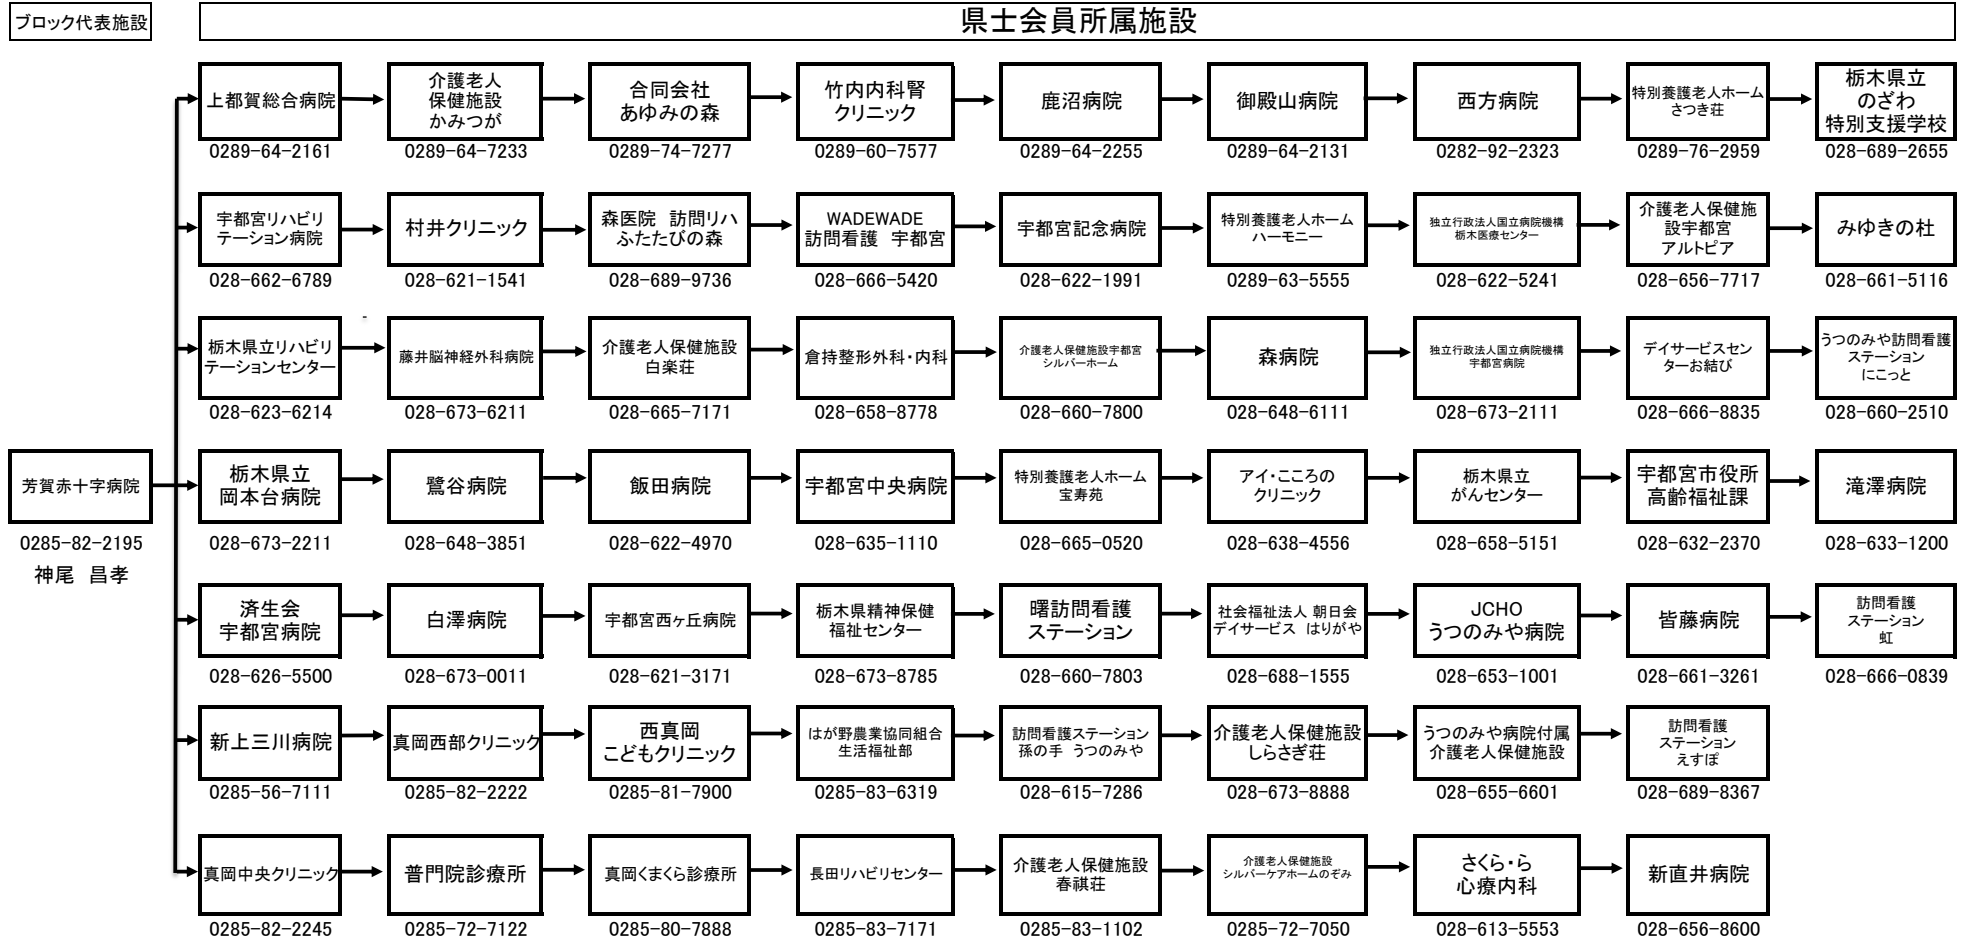 ブロック代表施設
県士会員所属施設
芳賀赤十字病院
0285-82-2195
神尾　昌孝
上都賀総合病院
0289-64-2161
介護老人
保健施設
かみつが
0289-64-7233
合同会社
あゆみの森
0289-74-7277
竹内内科腎
クリニック
0289-60-7577
鹿沼病院
0289-64-2255
御殿山病院
0289-64-2131
西方病院
0282-92-2323
特別養護老人ホーム
さつき荘
0289-76-2959
栃木県立
のざわ
特別支援学校
028-689-2655
宇都宮リハビリ
テーション病院
028-662-6789
村井クリニック
028-621-1541
森医院　訪問リハ
ふたたびの森
028-689-9736
WADEWADE
訪問看護　宇都宮
028-666-5420
宇都宮記念病院
028-622-1991
特別養護老人ホーム
ハーモニー
0289-63-5555
独立行政法人国立病院機構
栃木医療センター
028-622-5241
介護老人保健施
設宇都宮
アルトピア
028-656-7717
みゆきの杜
028-661-5116
栃木県立リハビリ
テーションセンター
028-623-6214
-
藤井脳神経外科病院
028-673-6211
介護老人保健施設
白楽荘
028-665-7171
倉持整形外科・内科
028-658-8778
介護老人保健施設宇都宮
シルバーホーム
028-660-7800
森病院
028-648-6111
独立行政法人国立病院機構
宇都宮病院
028-673-2111
デイサービスセン
ターお結び
028-666-8835
うつのみや訪問看護
ステーション
にこっと
028-660-2510
栃木県立
岡本台病院
028-673-2211
鷺谷病院
028-648-3851
飯田病院
028-622-4970
宇都宮中央病院
028-635-1110
特別養護老人ホーム
宝寿苑
028-665-0520
アイ・こころの
クリニック
028-638-4556
栃木県立
がんセンター
028-658-5151
宇都宮市役所
高齢福祉課
028-632-2370
滝澤病院
028-633-1200
済生会
宇都宮病院
028-626-5500
白澤病院
028-673-0011
宇都宮西ヶ丘病院
028-621-3171
栃木県精神保健
福祉センター
028-673-8785
曙訪問看護
ステーション
028-660-7803
社会福祉法人 朝日会
デイサービス　はりがや
028-688-1555
JCHO
うつのみや病院
028-653-1001
皆藤病院
028-661-3261
訪問看護
ステーション
虹
028-666-0839
新上三川病院
0285-56-7111
真岡西部クリニック
0285-82-2222
西真岡
こどもクリニック
0285-81-7900
はが野農業協同組合
生活福祉部
0285-83-6319
訪問看護ステーション
孫の手　うつのみや
028-615-7286
介護老人保健施設
しらさぎ荘
028-673-8888
うつのみや病院付属
介護老人保健施設
028-655-6601
訪問看護
ステーション
えすぽ
028-689-8367
真岡中央クリニック
0285-82-2245
普門院診療所
0285-72-7122
真岡くまくら診療所
0285-80-7888
長田リハビリセンター
0285-83-7171
介護老人保健施設
春祺荘
0285-83-1102
介護老人保健施設
シルバーケアホームのぞみ
0285-72-7050
さくら・ら
心療内科
028-613-5553
新直井病院
028-656-8600